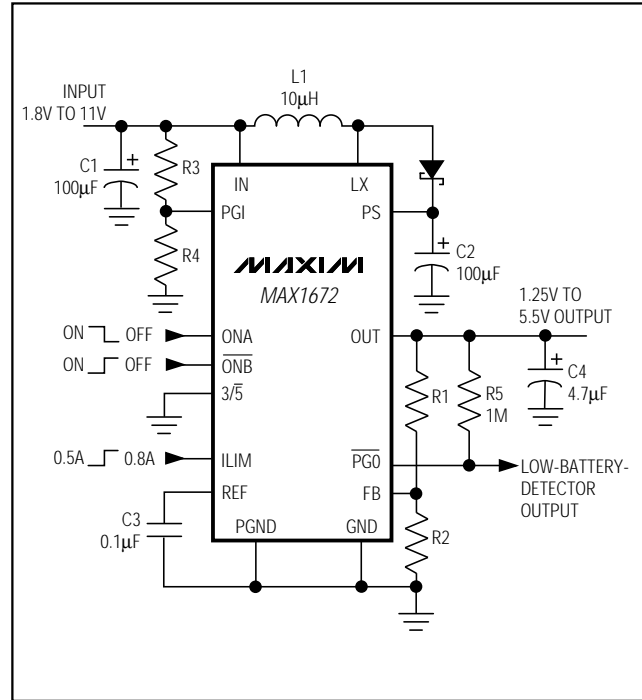 L1
10µH
INPUT
1.8V TO 11V
C1
+
100µF
R3
R4
IN
LX
PGI
PS
MAXIM
MAX1672
+
C2
100µF
1.25V TO
5.5V OUTPUT
ON OFF
ONA
OUT
ON OFF
ONB
3/5
R1
R5
1M
+
C4
4.7µF
0.5A 0.8A
ILIM
PG0
LOW-BATTERY-
DETECTOR
OUTPUT
REF
FB
C3
0.1µF
PGND
GND
R2